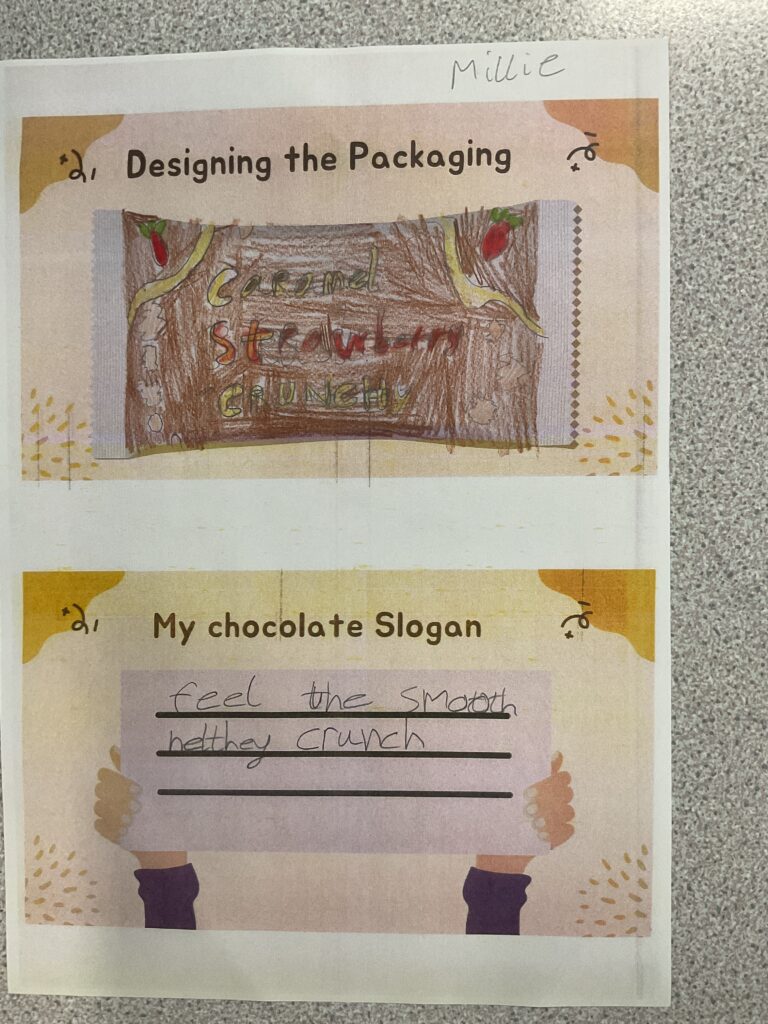 Millie
Designing the Packaging
Caramel
Strawberry
CRUNCHy
My chocolate Slogan
feel the smooth
helthey crunch